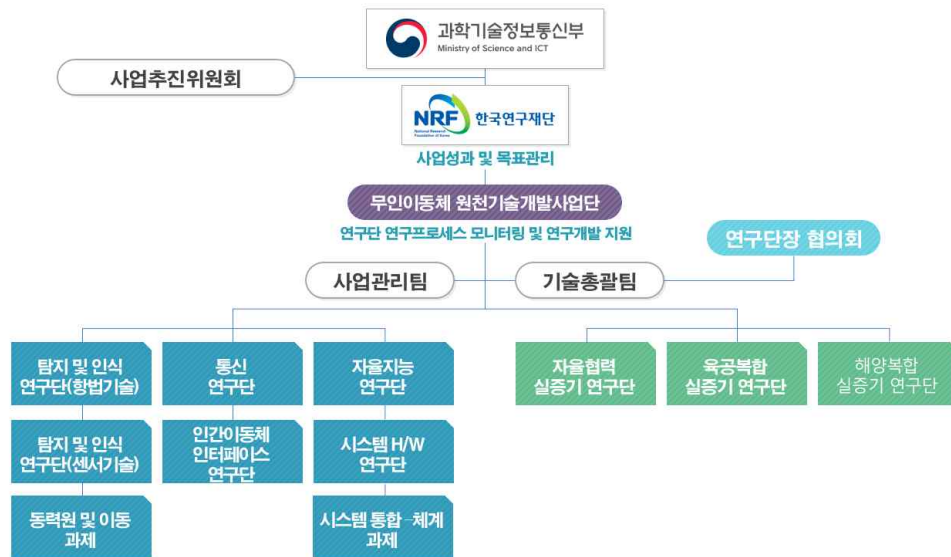 과학기술정보통신부
Ministry of Science and ICT
사업추진위원회
NRF 한국연구재단
National Research
Foundation of Korea
사업성과 및 목표관리
무인이동체 원천기술개발사업단
연구단 연구프로세스 모니터링 및 연구개발 지원
연구단장 협의회
사업관리팀
기술총괄팀
탐지 및 인식
연구단(항법기술)
통신
연구단
자율지능
연구단
자율협력
실증기 연구단
육공복합
실증기 연구단
해양복합
실증기 연구단
탐지 및 인식
연구단(센서기술)
인간이동체
인터페이스
연구단
시스템 H/W
연구단
동력원 및 이동
과제
시스템 통합-체계
과제